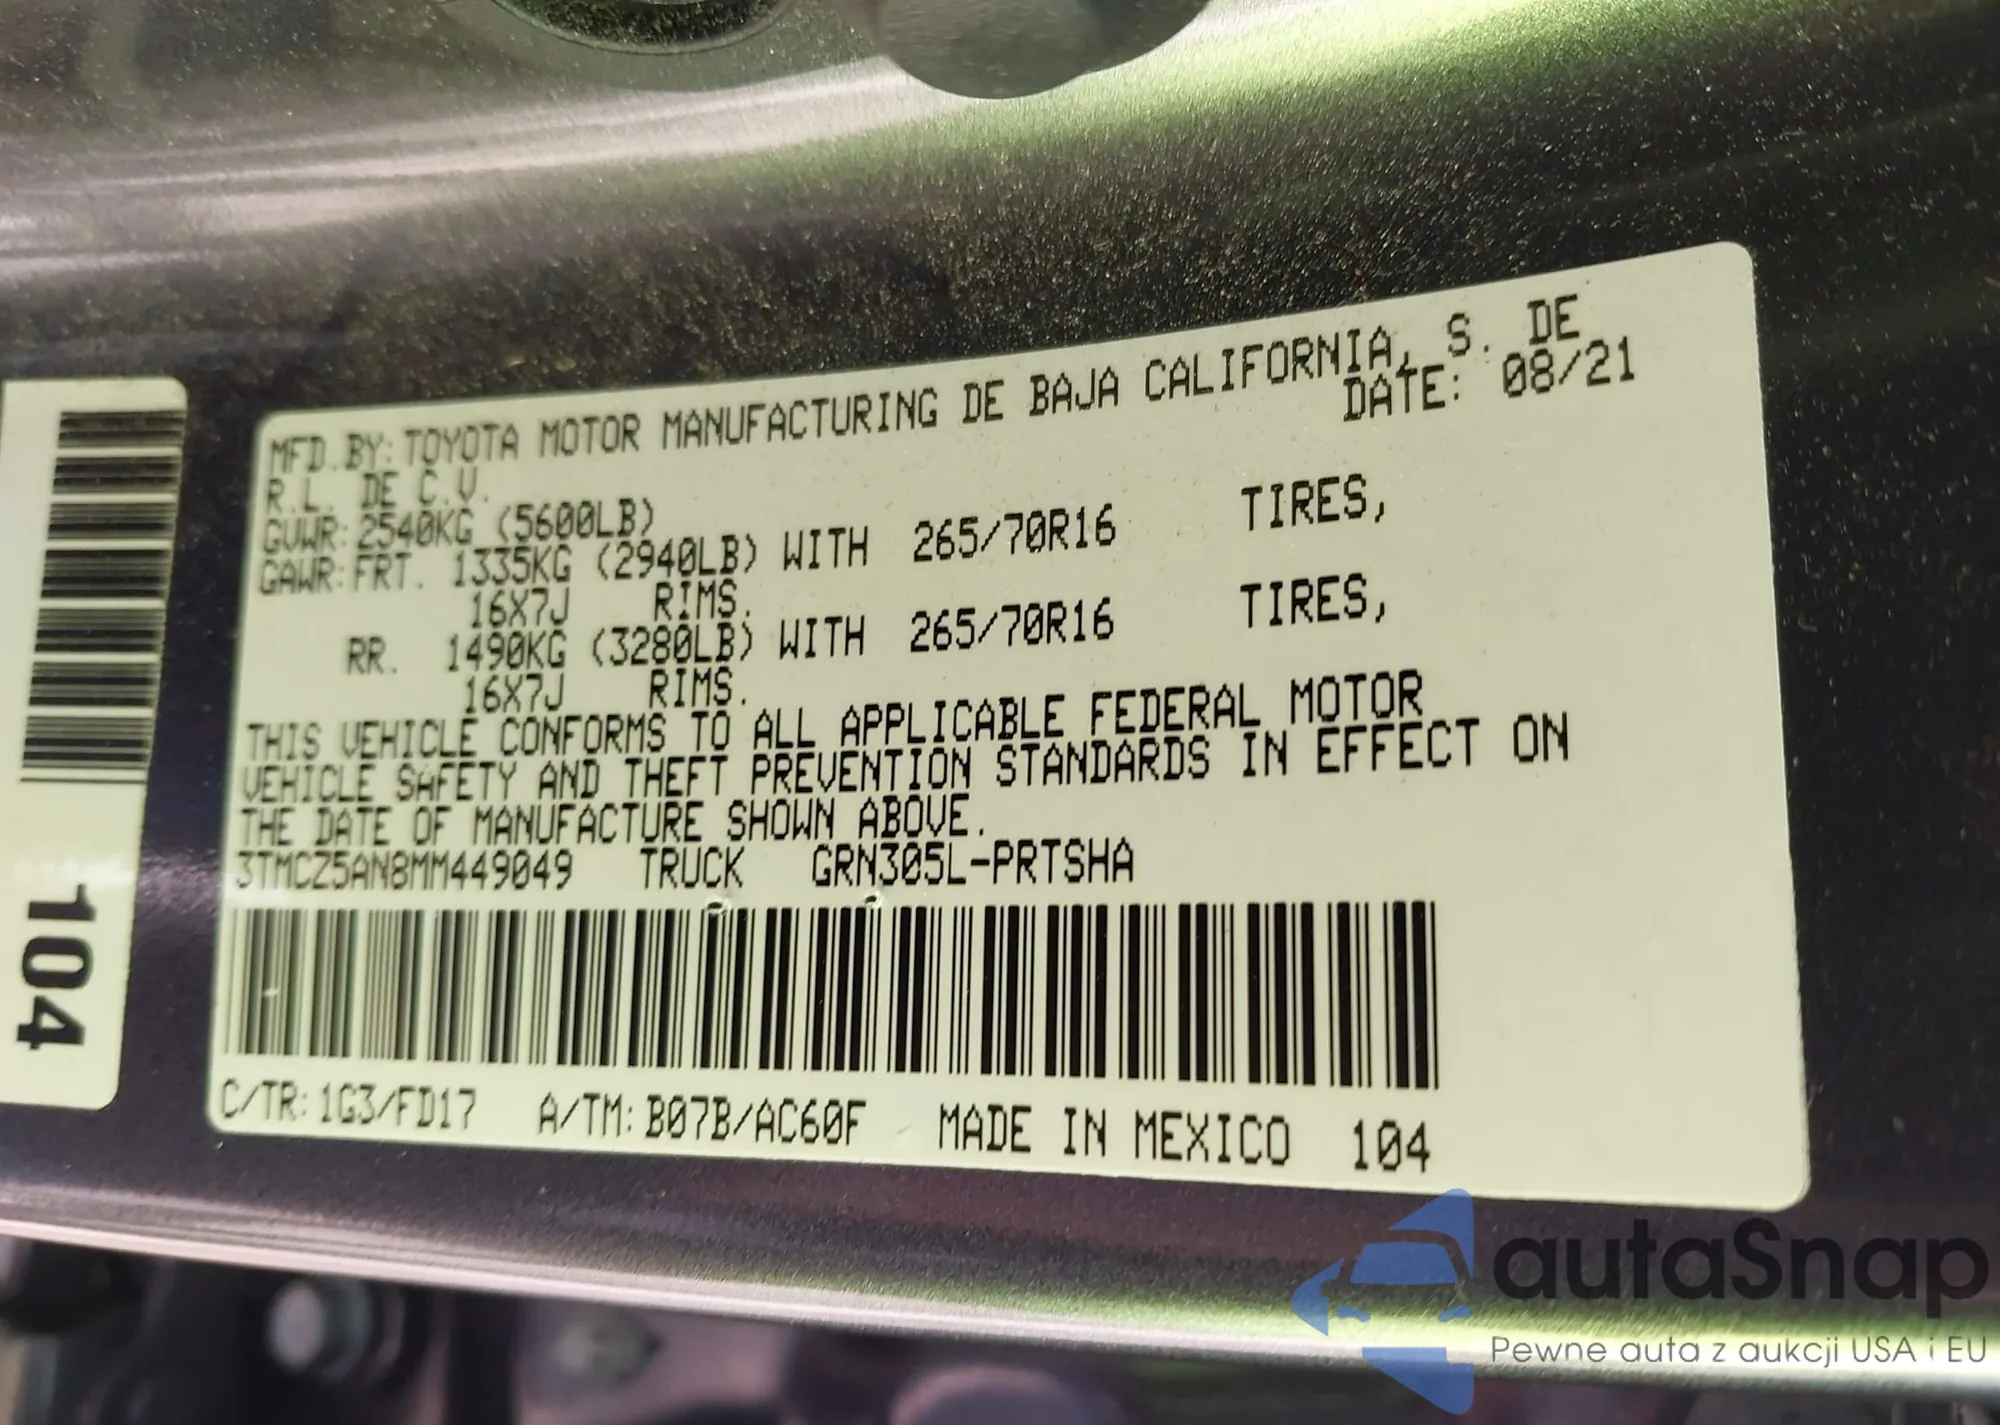 MFD.BY:TOYOTA MOTOR MANUFACTURING DE BAJA CALIFORNIA, S. DE
R.L. DE C.V. DATE: 08/21
GVWR:2540KG (5600LB)
GAWR:FRT. 1335KG (2940LB) WITH 265/70R16 TIRES,
16X7J RIMS.
RR. 1490KG (3280LB) WITH 265/70R16 TIRES,
16X7J RIMS.
THIS VEHICLE CONFORMS TO ALL APPLICABLE FEDERAL MOTOR
VEHICLE SAFETY AND THEFT PREVENTION STANDARDS IN EFFECT ON
THE DATE OF MANUFACTURE SHOWN ABOVE.
3TMCZ5AN8MM449049 TRUCK GRN305L-PRTSHA
C/TR:1G3/FD17 A/TM:B07B/AC60F MADE IN MEXICO 104
104
autaSnap
Pewne auta z aukcji USA i EU